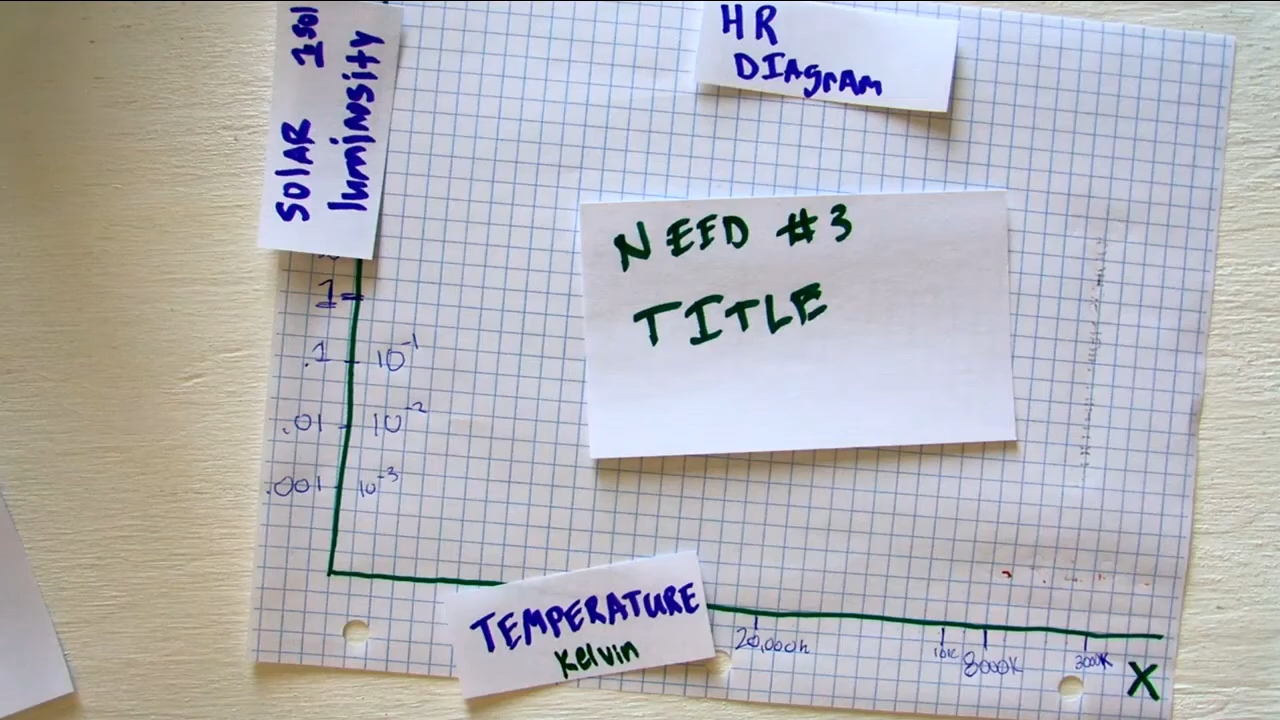 HR
DIAgrAM
SOlAR 1sol
luminosity
NEED #3
TITLE
1
.1 10-1
.01 10-2
.001 10-3
TEMPERATURE
Kelvin
20,000k
8000K
3000K
X